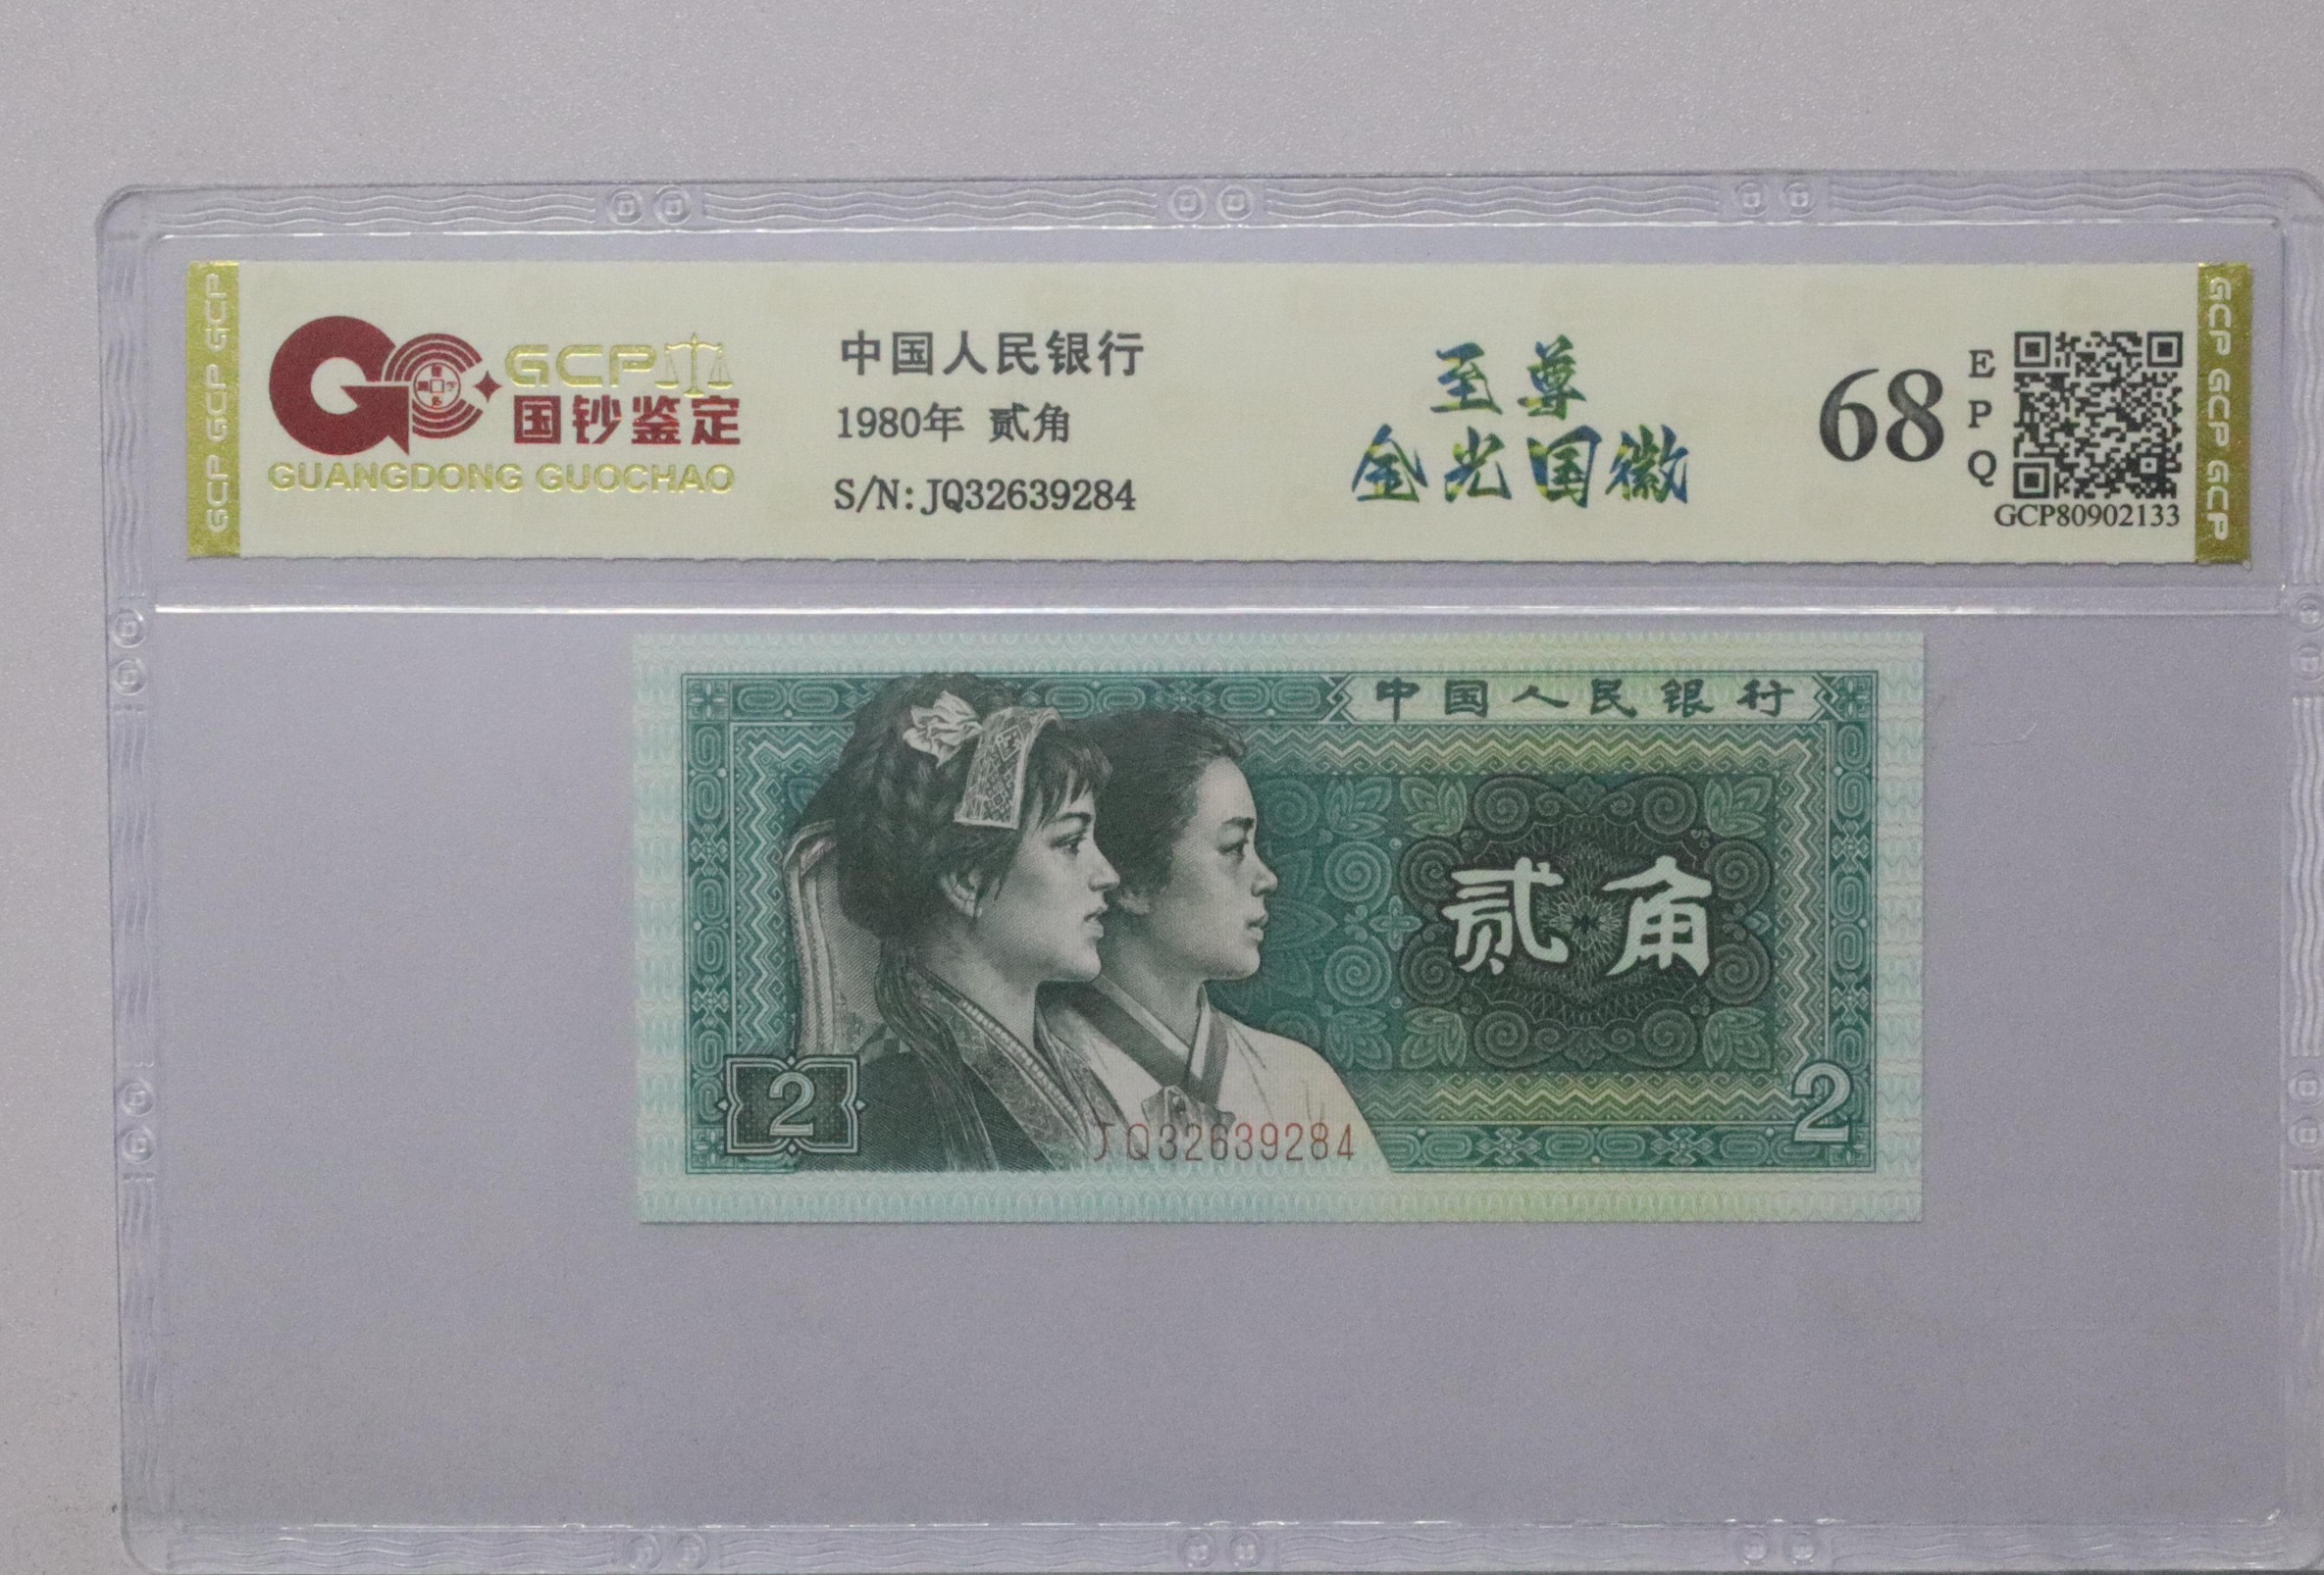 GCP
国钞鉴定
GUANGDONG GUOCHAO
中国人民银行
1980年 贰角
S/N: JQ32639284
至尊
金光国徽
68
EPQ
GCP80902133
GCP GCP GCP
GCP GCP GCP
中国人民银行
贰角
2
JQ32639284
2